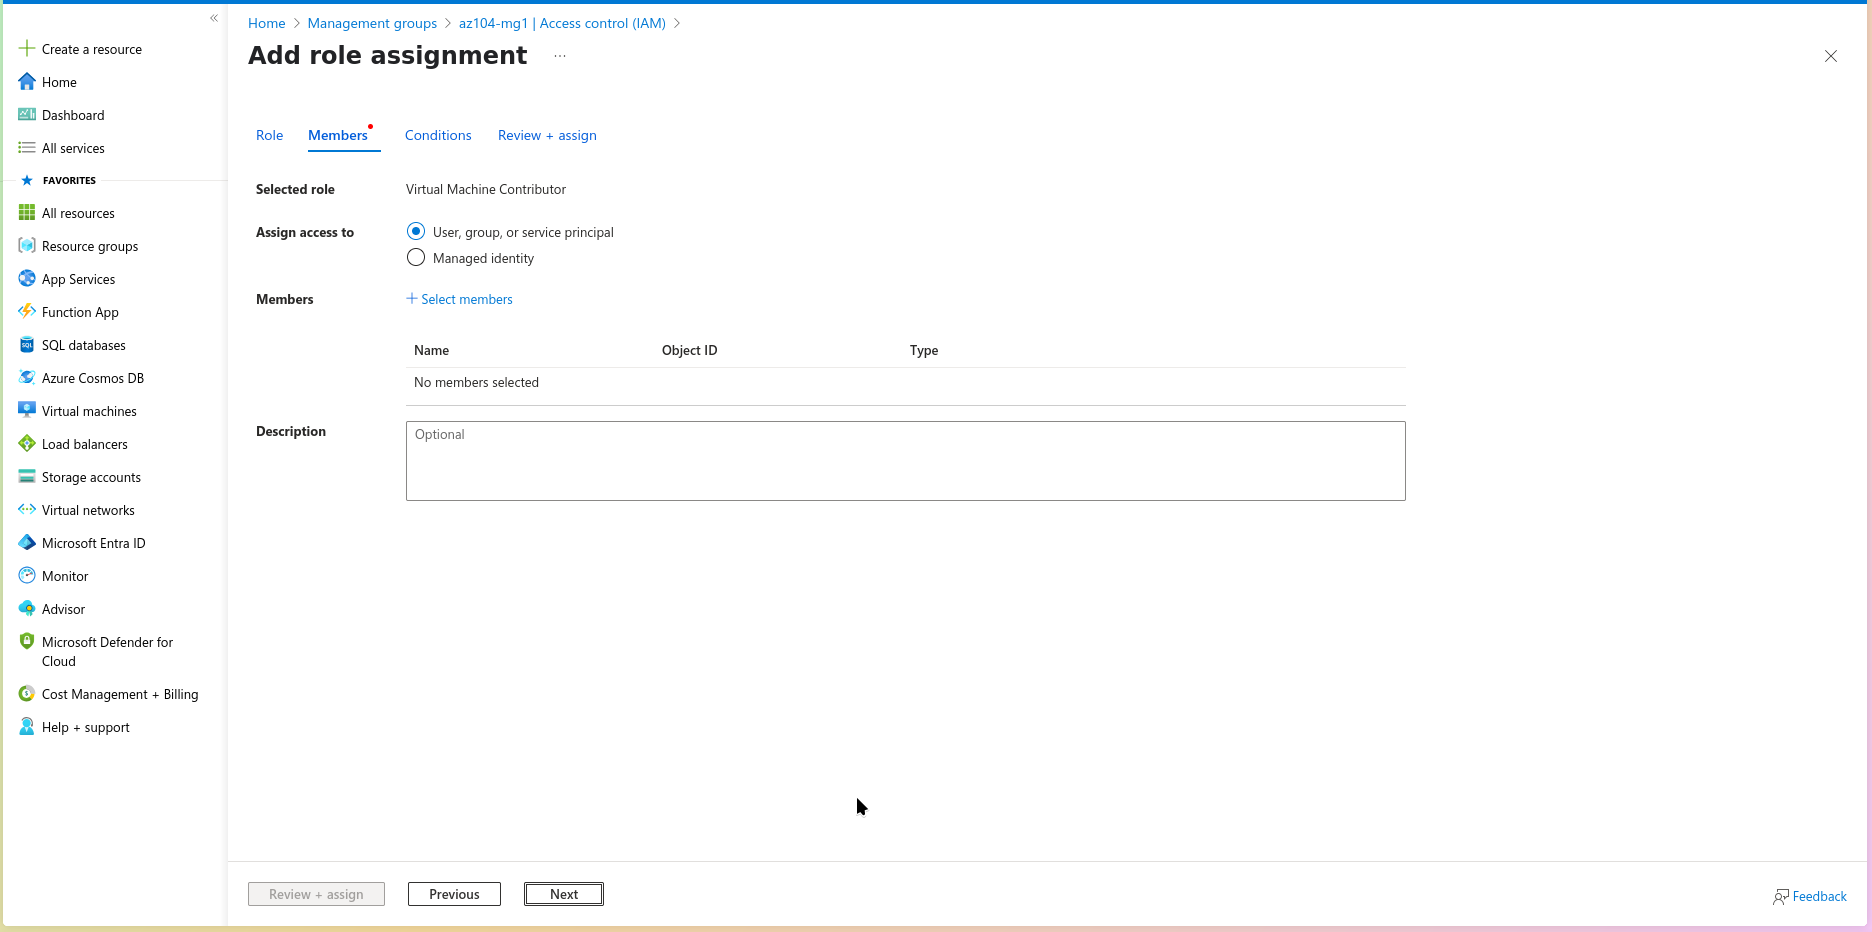 Create a resource
Home
Dashboard
All services
FAVORITES
All resources
Resource groups
App Services
Function App
SQL databases
Azure Cosmos DB
Virtual machines
Load balancers
Storage accounts
Virtual networks
Microsoft Entra ID
Monitor
Advisor
Microsoft Defender for
Cloud
Cost Management + Billing
Help + support
Home > Management groups > az104-mg1 | Access control (IAM) >
Add role assignment ...
Role Members Conditions Review + assign
Selected role Virtual Machine Contributor
Assign access to User, group, or service principal
Managed identity
Members + Select members
Name Object ID Type
No members selected
Description Optional
Review + assign Previous Next
Feedback